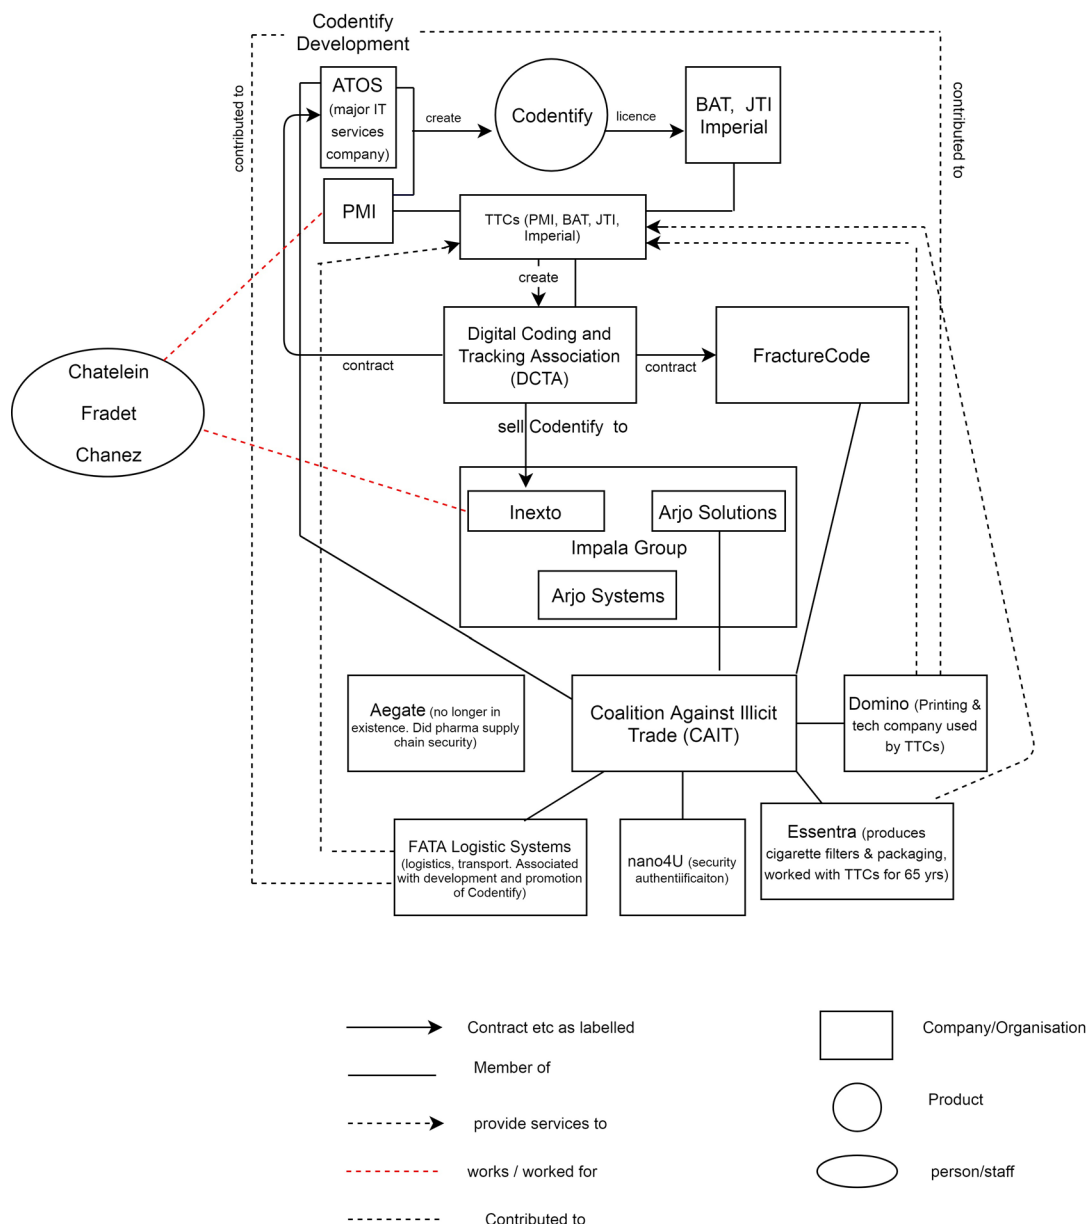 Codentify
Development
contributed to
contributed to
ATOS
(major IT
services
company)
create
Codentify
licence
BAT, JTI
Imperial
PMI
TTCs (PMI, BAT, JTI,
Imperial)
create
Digital Coding and
Tracking Association
(DCTA)
contract
contract
FractureCode
Chatelein
Fradet
Chanez
sell Codentify to
Inexto
Arjo Solutions
Impala Group
Arjo Systems
Aegate (no longer in
existence. Did pharma supply
chain security)
Coalition Against Illicit
Trade (CAIT)
Domino (Printing &
tech company used
by TTCs)
FATA Logistic Systems
(logistics, transport. Associated
with development and promotion
of Codentify)
nano4U (security
authentiificaiton)
Essentra (produces
cigarette filters & packaging,
worked with TTCs for 65 yrs)
Contract etc as labelled
Company/Organisation
Member of
Product
provide services to
works / worked for
person/staff
Contributed to